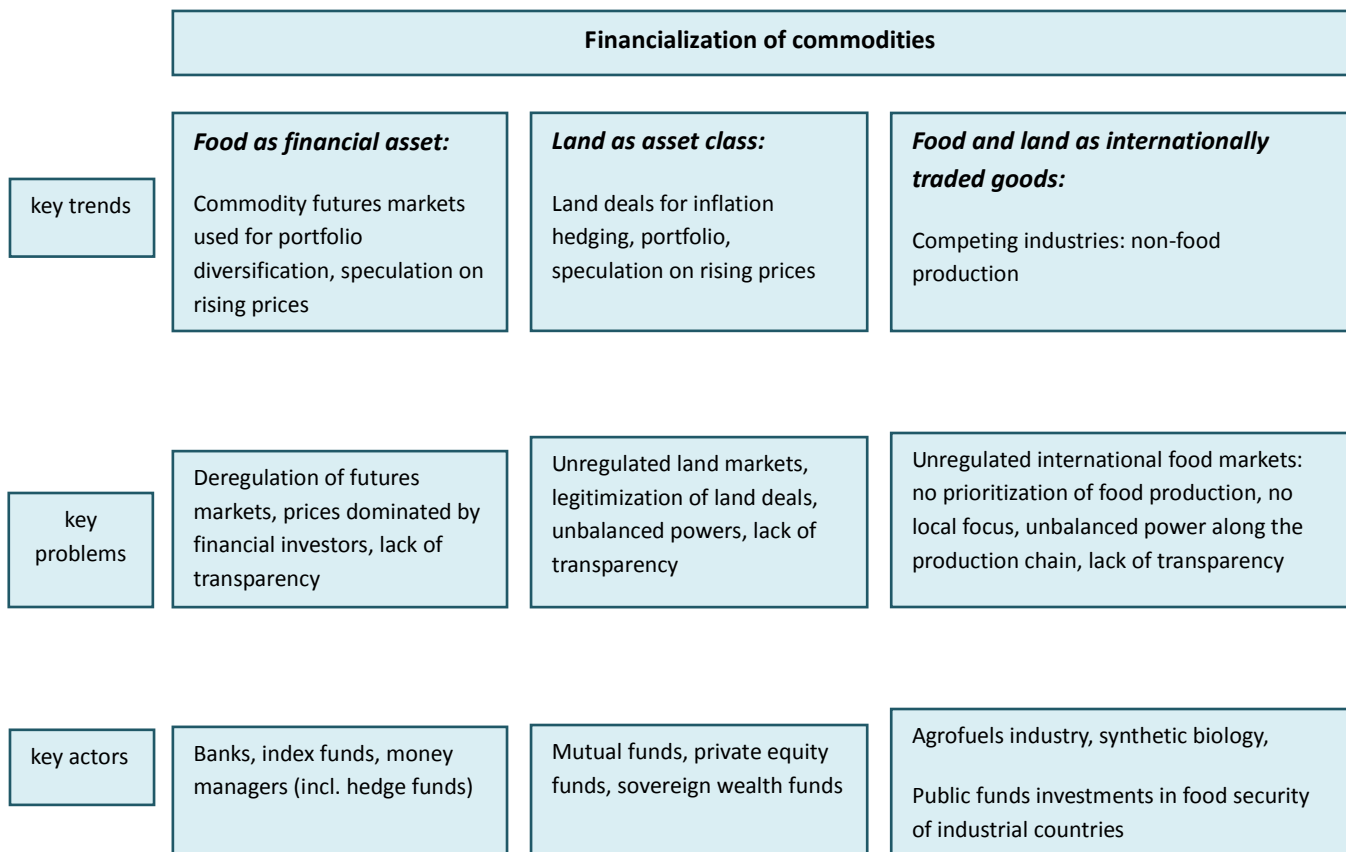 Financialization of commodities
key trends
Food as financial asset:
Commodity futures markets
used for portfolio
diversification, speculation on
rising prices
Land as asset class:
Land deals for inflation
hedging, portfolio,
speculation on rising prices
Food and land as internationally
traded goods:
Competing industries: non-food
production
key
problems
Deregulation of futures
markets, prices dominated by
financial investors, lack of
transparency
Unregulated land markets,
legitimization of land deals,
unbalanced powers, lack of
transparency
Unregulated international food markets:
no prioritization of food production, no
local focus, unbalanced power along the
production chain, lack of transparency
key actors
Banks, index funds, money
managers (incl. hedge funds)
Mutual funds, private equity
funds, sovereign wealth funds
Agrofuels industry, synthetic biology,
Public funds investments in food security
of industrial countries